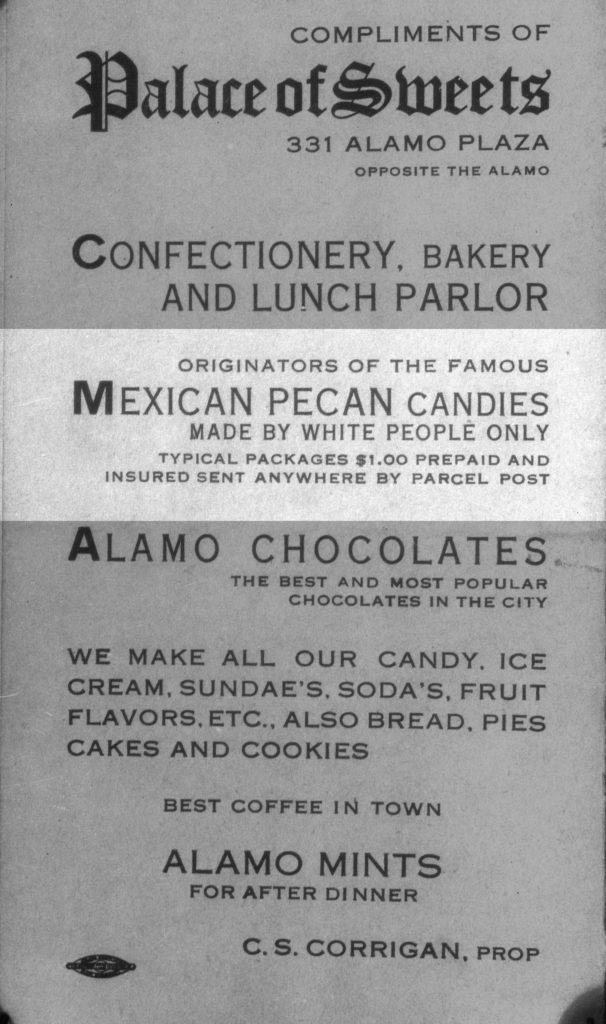 COMPLIMENTS OF
Palace of Sweets
331 ALAMO PLAZA
OPPOSITE THE ALAMO
CONFECTIONERY, BAKERY
AND LUNCH PARLOR
ORIGINATORS OF THE FAMOUS
MEXICAN PECAN CANDIES
MADE BY WHITE PEOPLE ONLY
TYPICAL PACKAGES $1.00 PREPAID AND
INSURED SENT ANYWHERE BY PARCEL POST
ALAMO CHOCOLATES
THE BEST AND MOST POPULAR
CHOCOLATES IN THE CITY
WE MAKE ALL OUR CANDY, ICE
CREAM, SUNDAE'S, SODA'S, FRUIT
FLAVORS, ETC., ALSO BREAD, PIES
CAKES AND COOKIES
BEST COFFEE IN TOWN
ALAMO MINTS
FOR AFTER DINNER
C. S. CORRIGAN, PROP